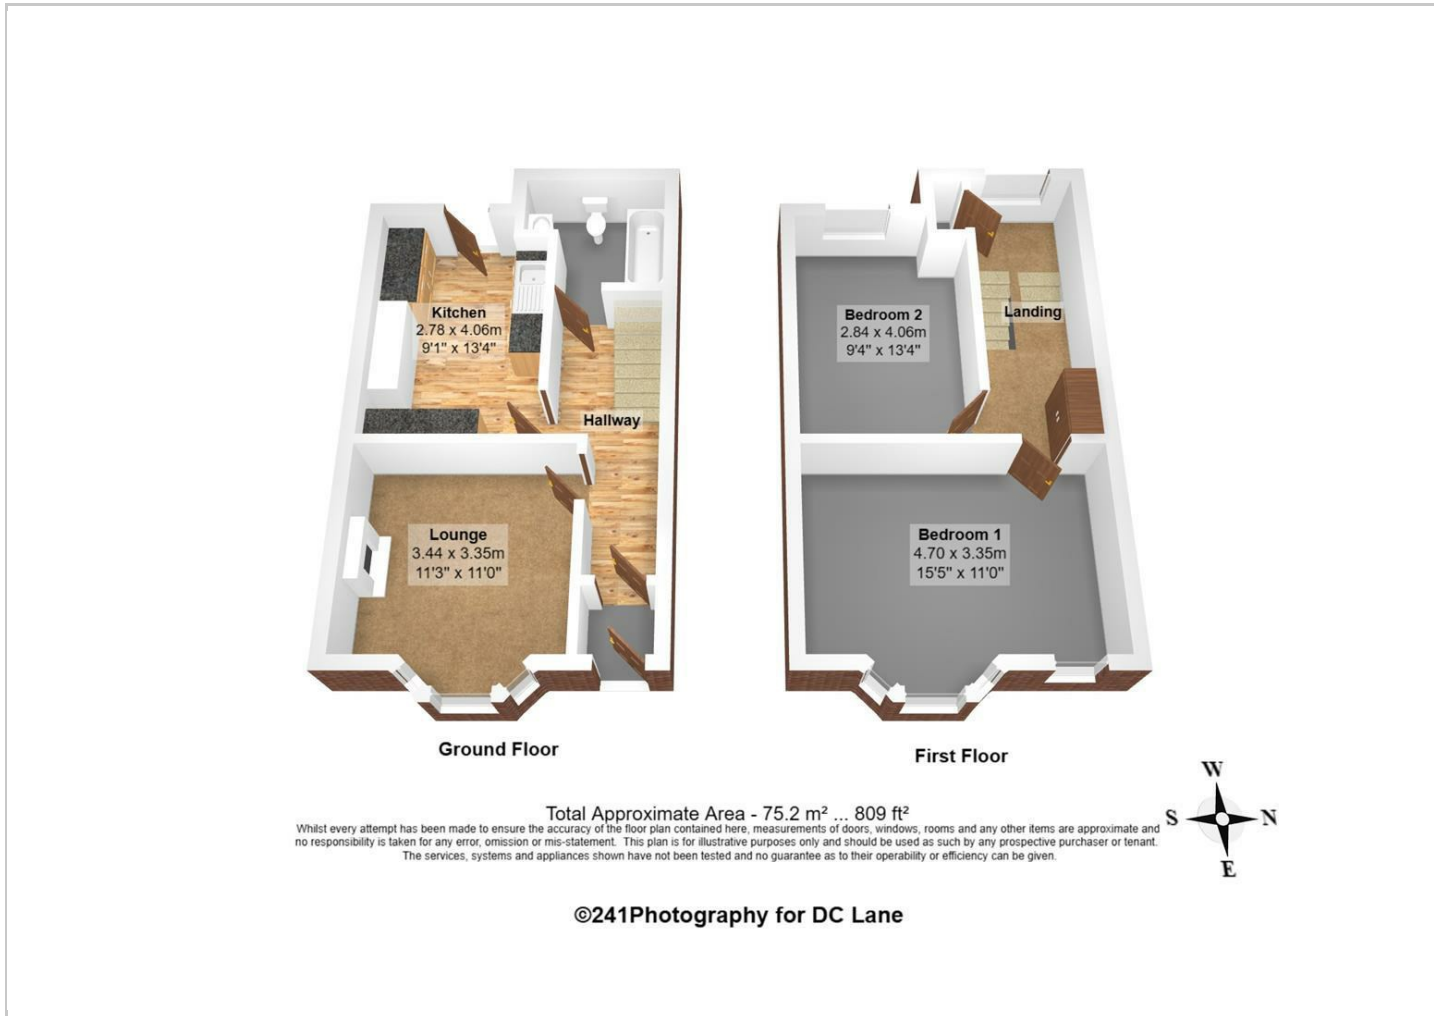 Kitchen
2.78 x 4.06m
9'1" x 13'4"
Hallway
Lounge
3.44 x 3.35m
11'3" x 11'0"
Ground Floor
Bedroom 2
2.84 x 4.06m
9'4" x 13'4"
Landing
Bedroom 1
4.70 x 3.35m
15'5" x 11'0"
First Floor
W
S N
E
Total Approximate Area - 75.2 m² ... 809 ft²
Whilst every attempt has been made to ensure the accuracy of the floor plan contained here, measurements of doors, windows, rooms and any other items are approximate and
no responsibility is taken for any error, omission or mis-statement. This plan is for illustrative purposes only and should be used as such by any prospective purchaser or tenant.
The services, systems and appliances shown have not been tested and no guarantee as to their operability or efficiency can be given.
©241Photography for DC Lane